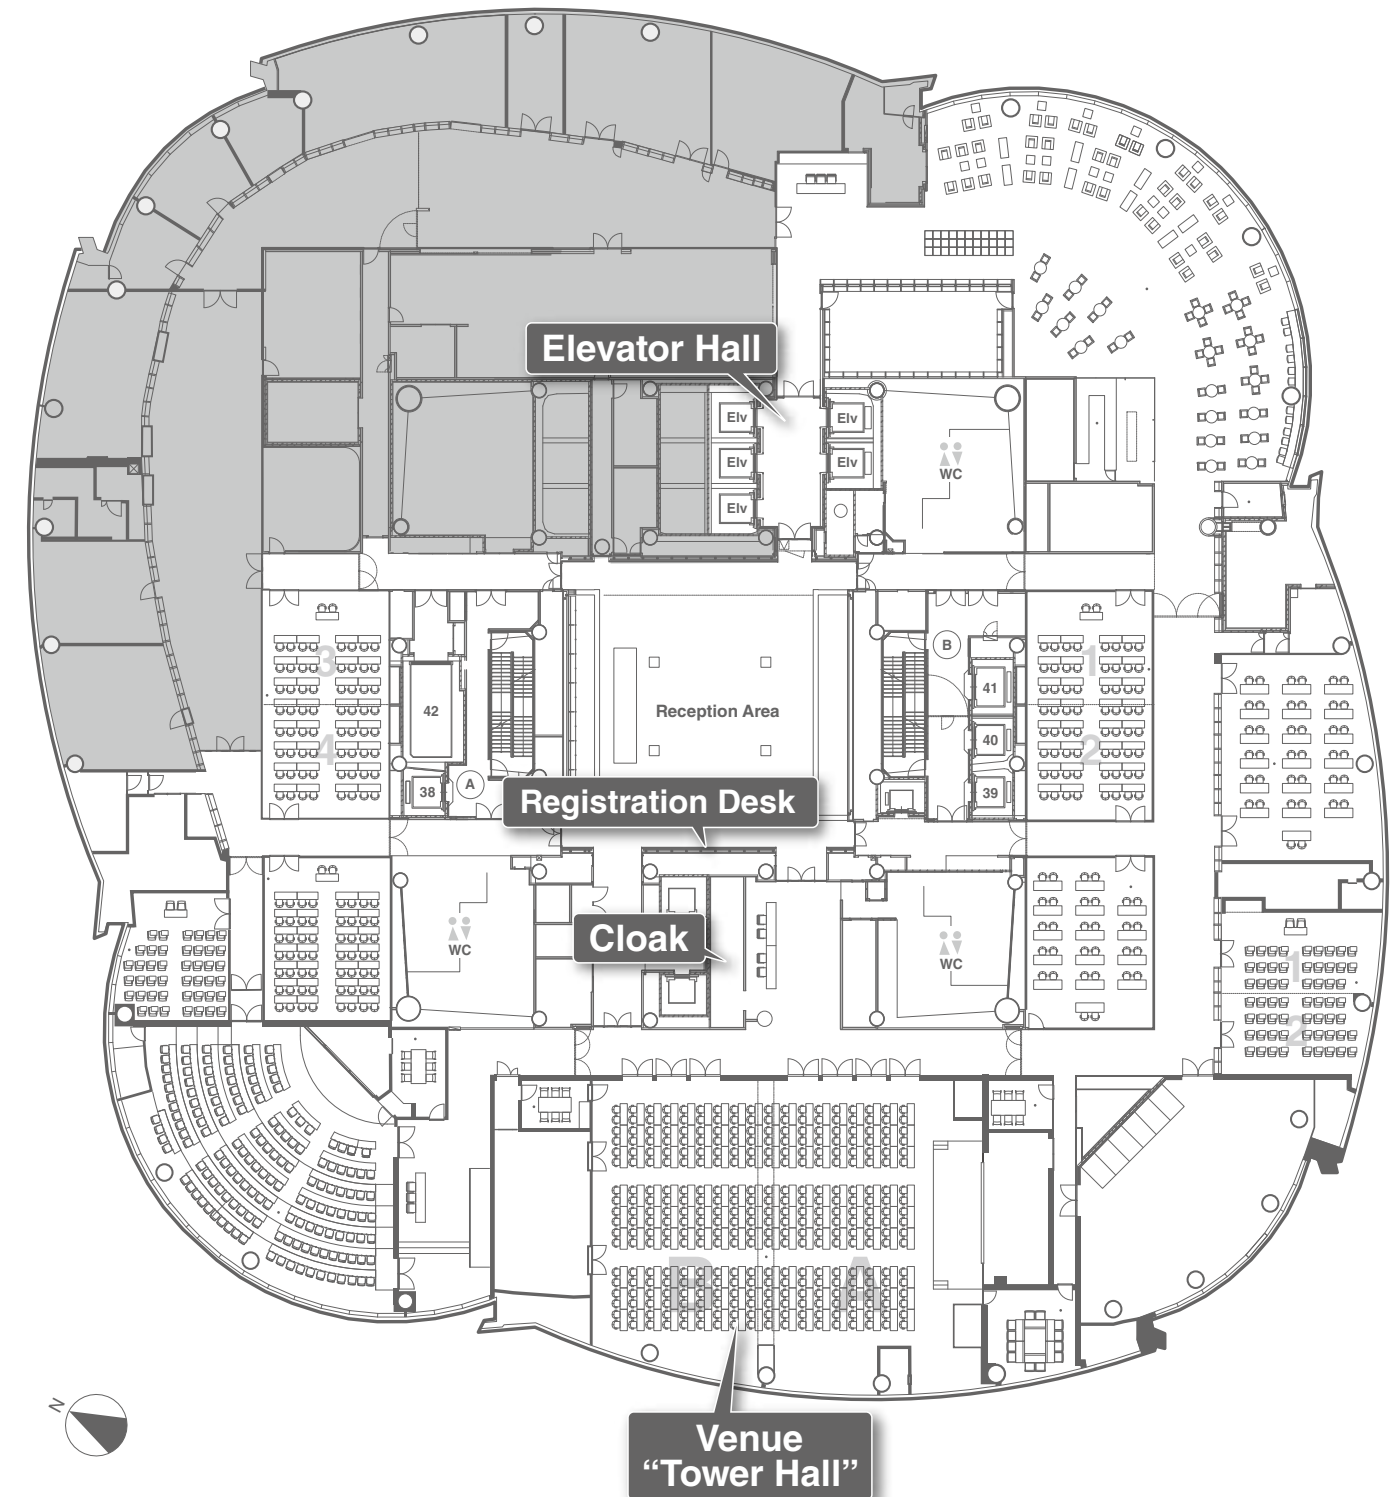 Elevator Hall
Elv
Elv
Elv
Elv
WC
Elv
3
B
1
41
42
Reception Area
40
4
2
38
A
39
Registration Desk
Cloak
WC
WC
1
2
B
A
N
Venue
“Tower Hall”